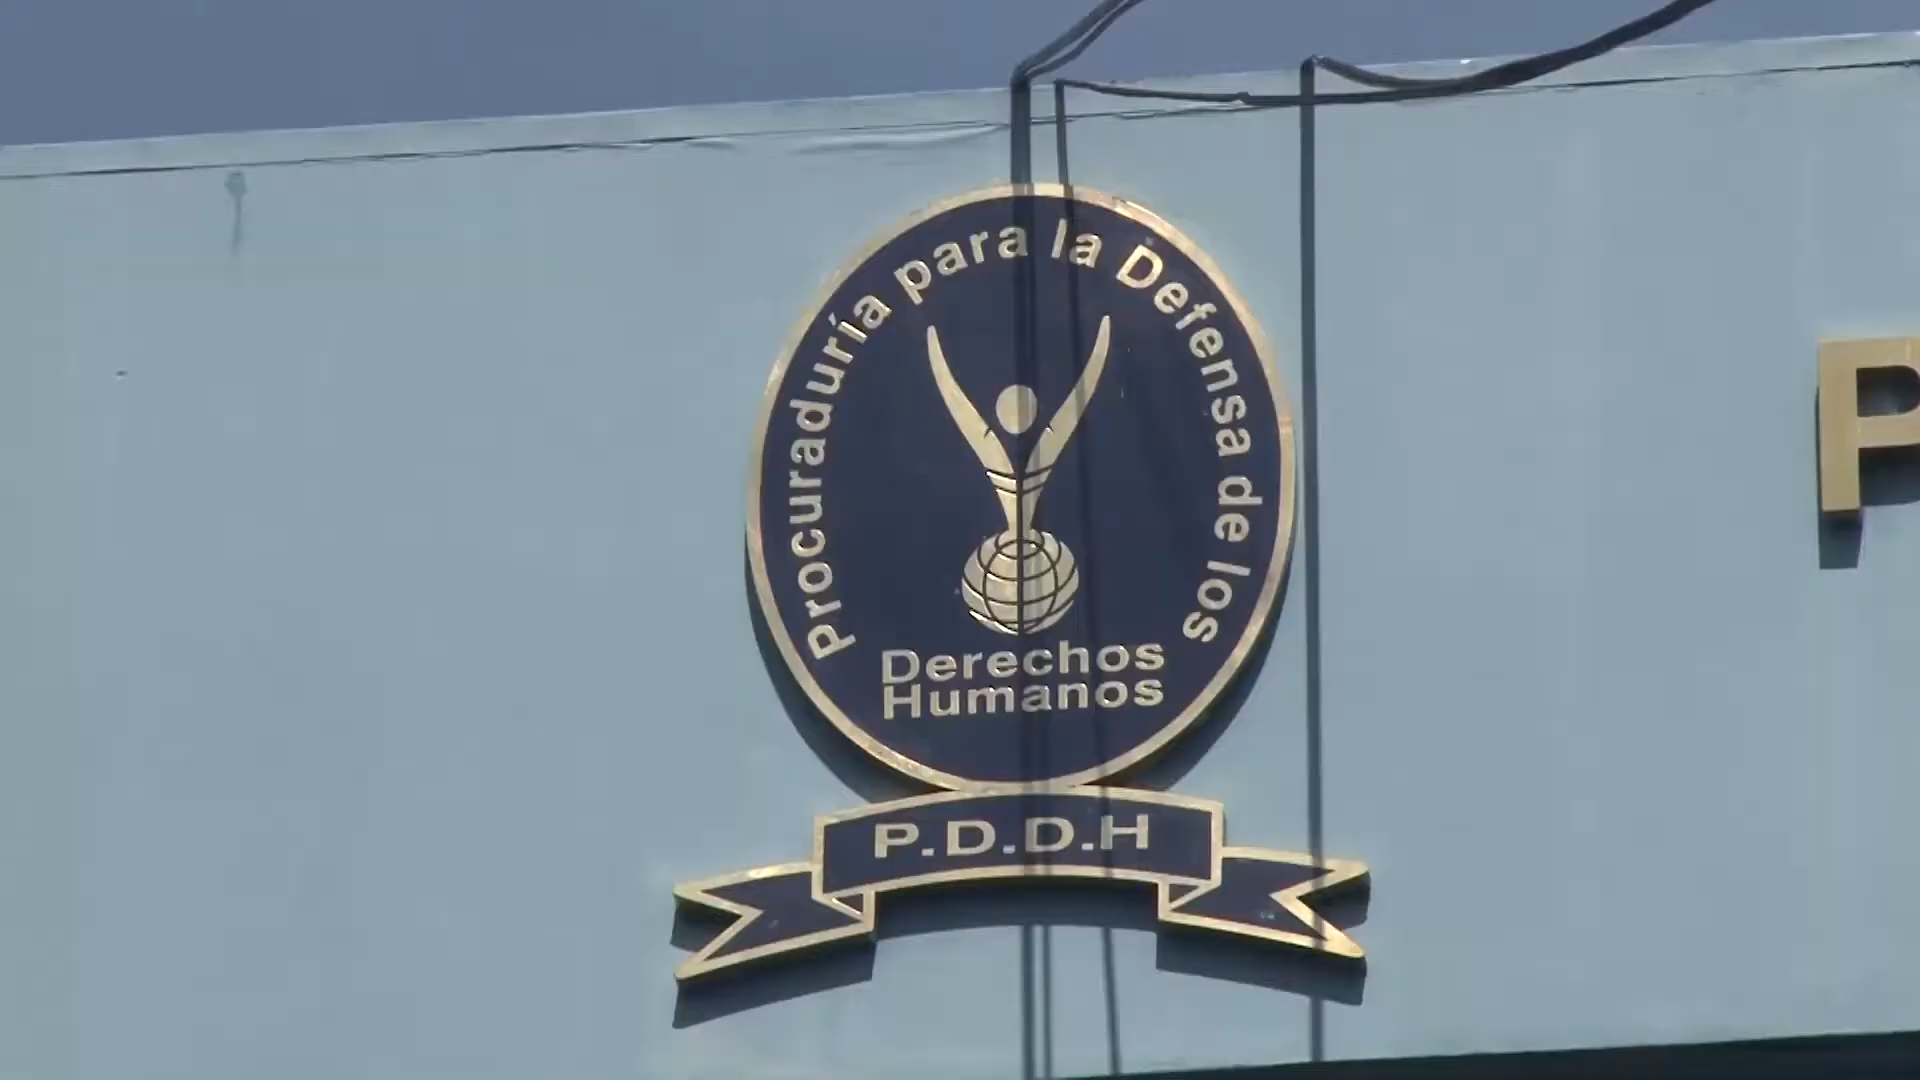 Procuraduría para la Defensa de los
Derechos
Humanos
P.D.D.H
P